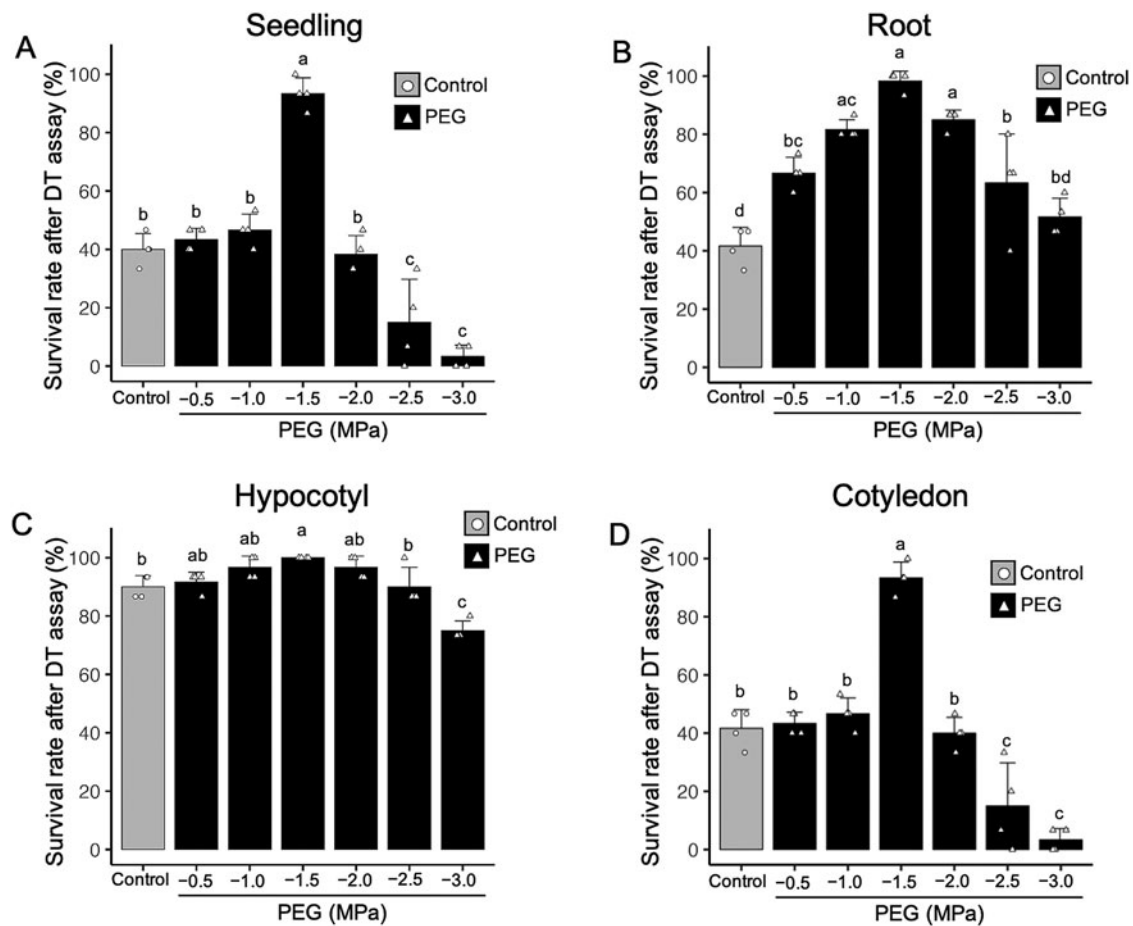 A
Seedling
Survival rate after DT assay (%)
100
80
60
40
20
0
b
b
b
a
b
c
c
Control
PEG
Control
−0.5
−1.0
−1.5
−2.0
−2.5
−3.0
PEG (MPa)
B
Root
Survival rate after DT assay (%)
100
80
60
40
20
0
d
bc
ac
a
a
b
bd
Control
PEG
Control
−0.5
−1.0
−1.5
−2.0
−2.5
−3.0
PEG (MPa)
C
Hypocotyl
Survival rate after DT assay (%)
100
80
60
40
20
0
b
ab
ab
a
ab
b
c
Control
PEG
Control
−0.5
−1.0
−1.5
−2.0
−2.5
−3.0
PEG (MPa)
D
Cotyledon
Survival rate after DT assay (%)
100
80
60
40
20
0
b
b
b
a
b
c
c
Control
PEG
Control
−0.5
−1.0
−1.5
−2.0
−2.5
−3.0
PEG (MPa)